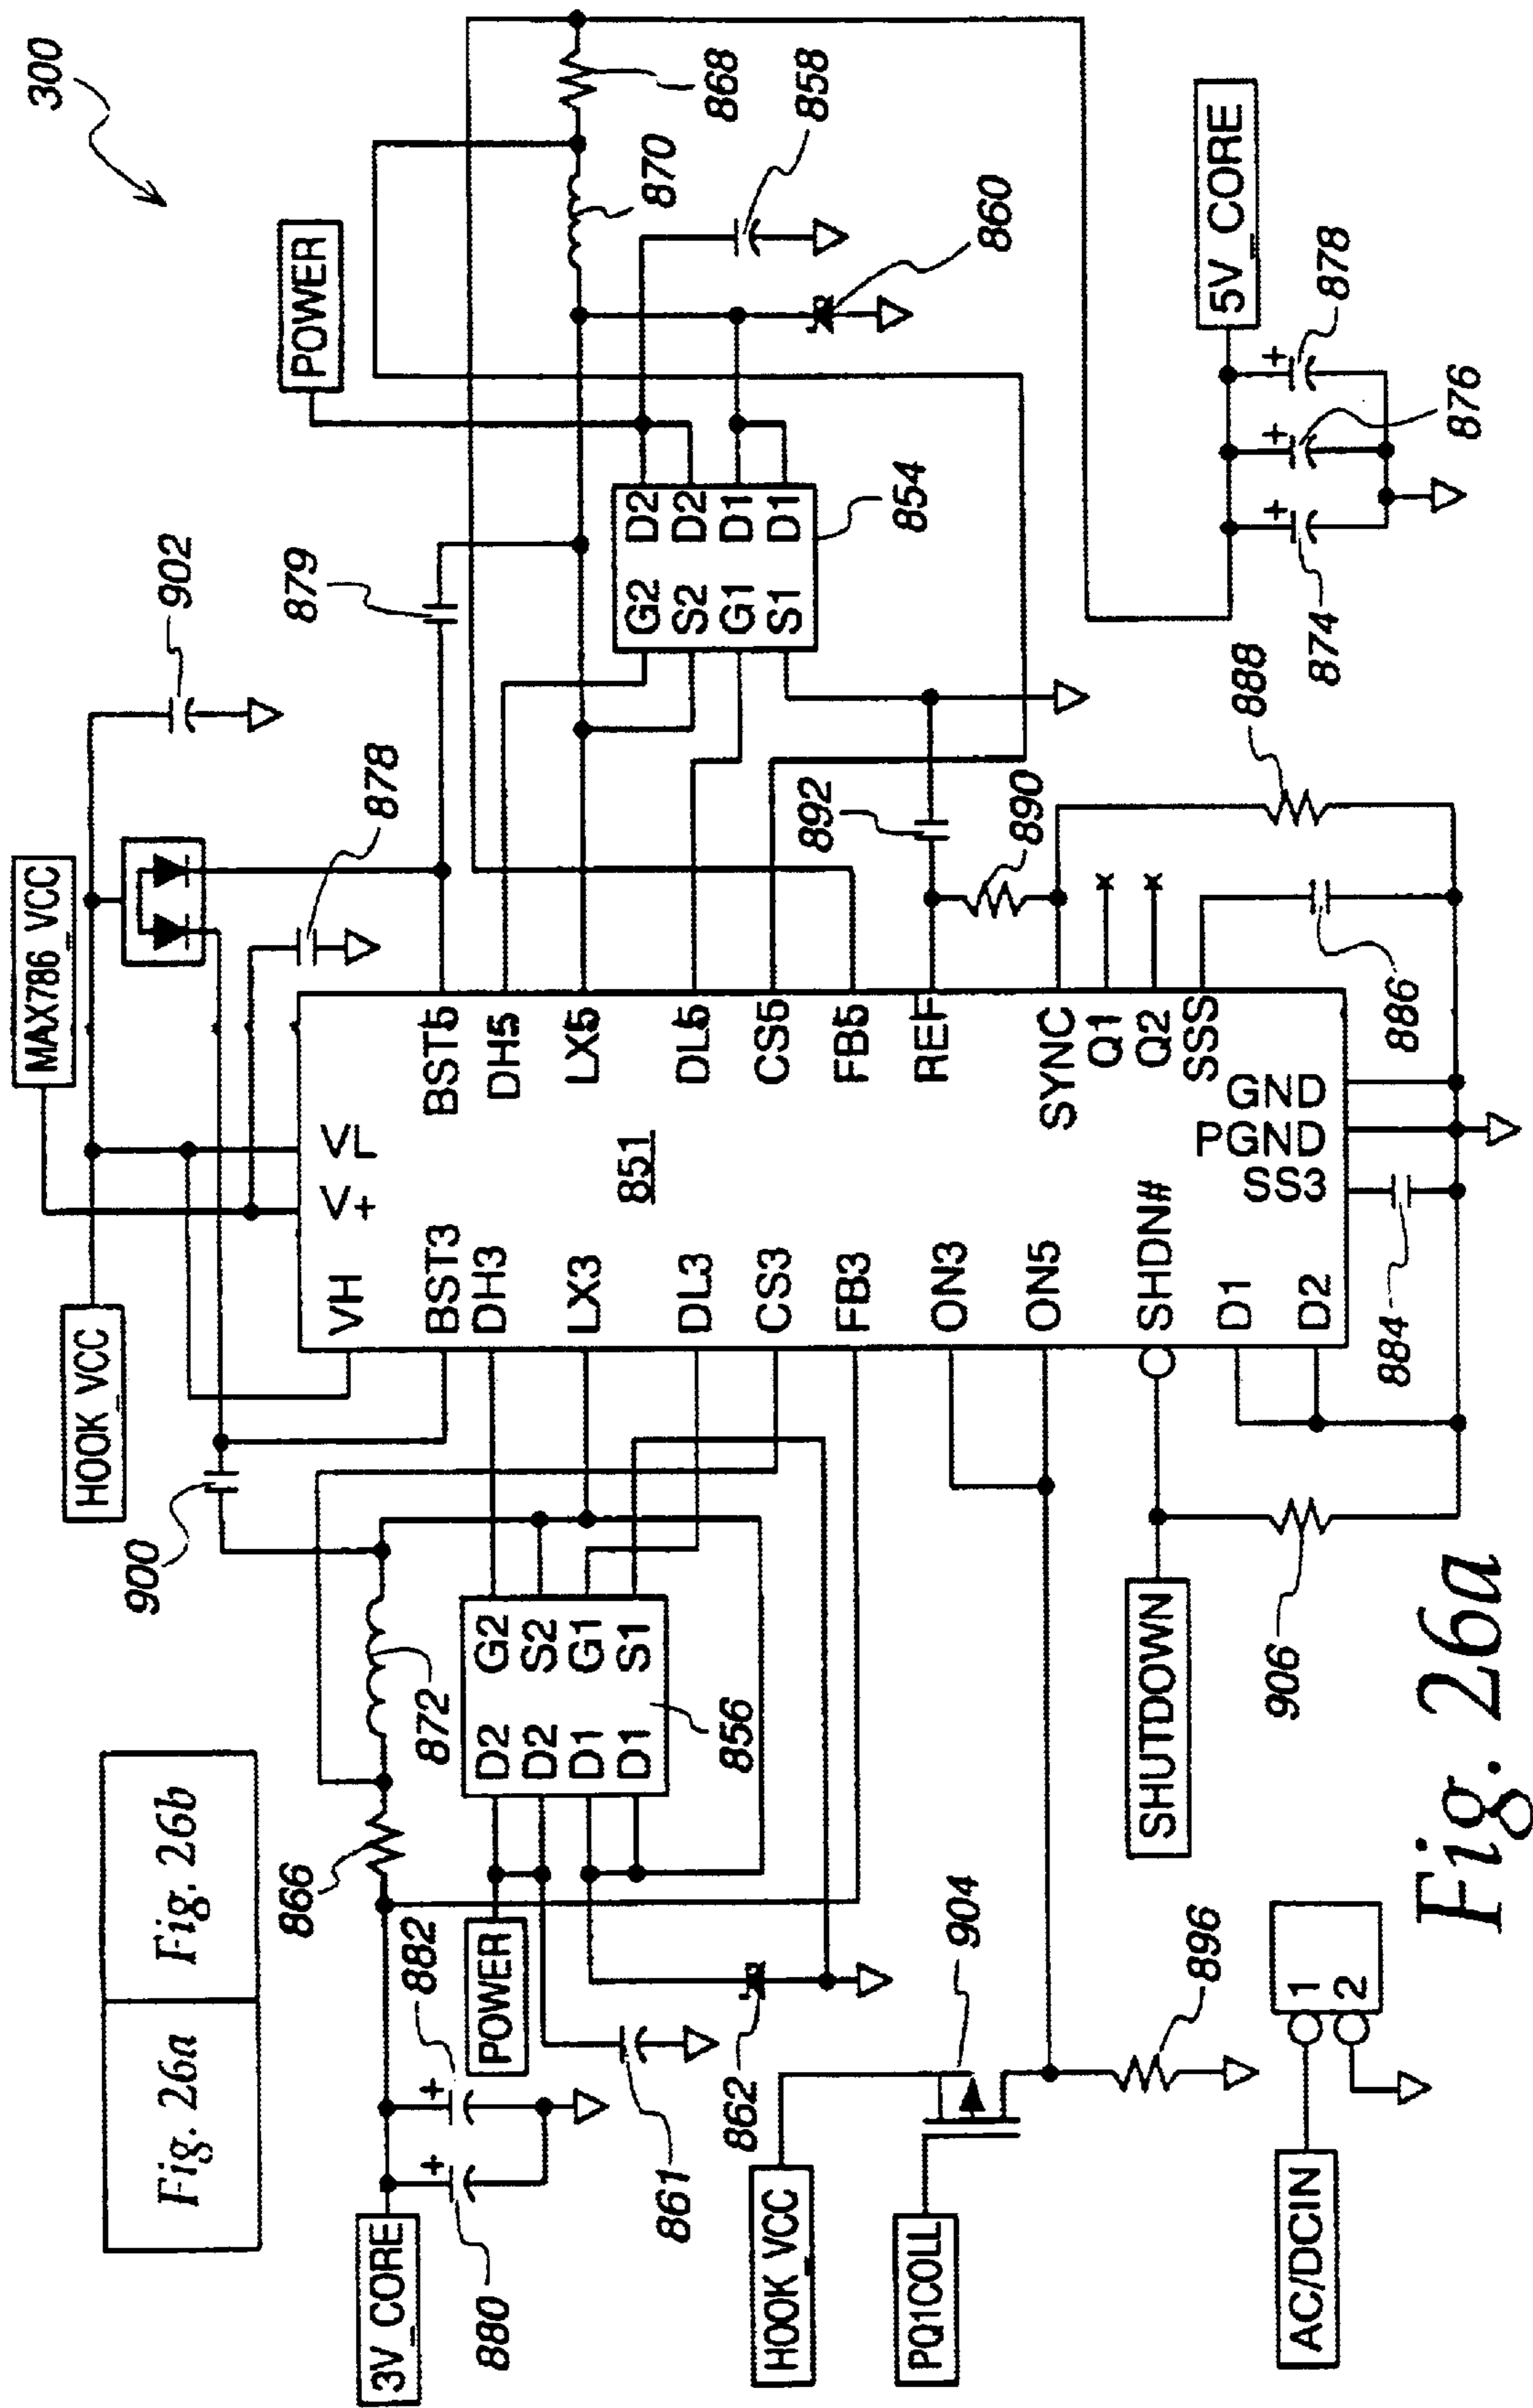 Fig. 26a
Fig. 26b
300
HOOK_VCC
MAX786_VCC
902
900
878
879
POWER
868
870
858
860
866
872
882
880
3V_CORE
POWER
861
862
D2 G2
D2 S2
D1 G1
D1 S1
856
G2 D2
S2 D2
G1 D1
S1 D1
854
VH
V+
VL
BST3
DH3
LX3
DL3
CS3
FB3
ON3
ON5
SHDN#
D1
D2
851
BST5
DH5
LX5
DL5
CS5
FB5
REF
SYNC
Q1
Q2
SSS
GND
PGND
SS3
892
890
888
886
884
HOOK_VCC
PQ1COLL
904
896
SHUTDOWN
906
AC/DCIN
1
2
5V_CORE
+
+
+
874
876
878
+
+
Fig. 26a